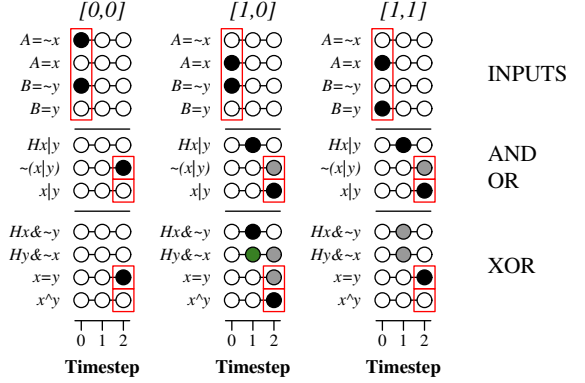 [0,0] [1,0] [1,1]
A=~x A=~x A=~x
A=x A=x A=x INPUTS
B=~y B=~y B=~y
B=y B=y B=y
Hx|y Hx|y Hx|y AND
~(x|y) ~(x|y) ~(x|y) OR
x|y x|y x|y
Hx&~y Hx&~y Hx&~y
Hy&~x Hy&~x Hy&~x XOR
x=y x=y x=y
x^y x^y x^y
0 1 2 0 1 2 0 1 2
Timestep Timestep Timestep